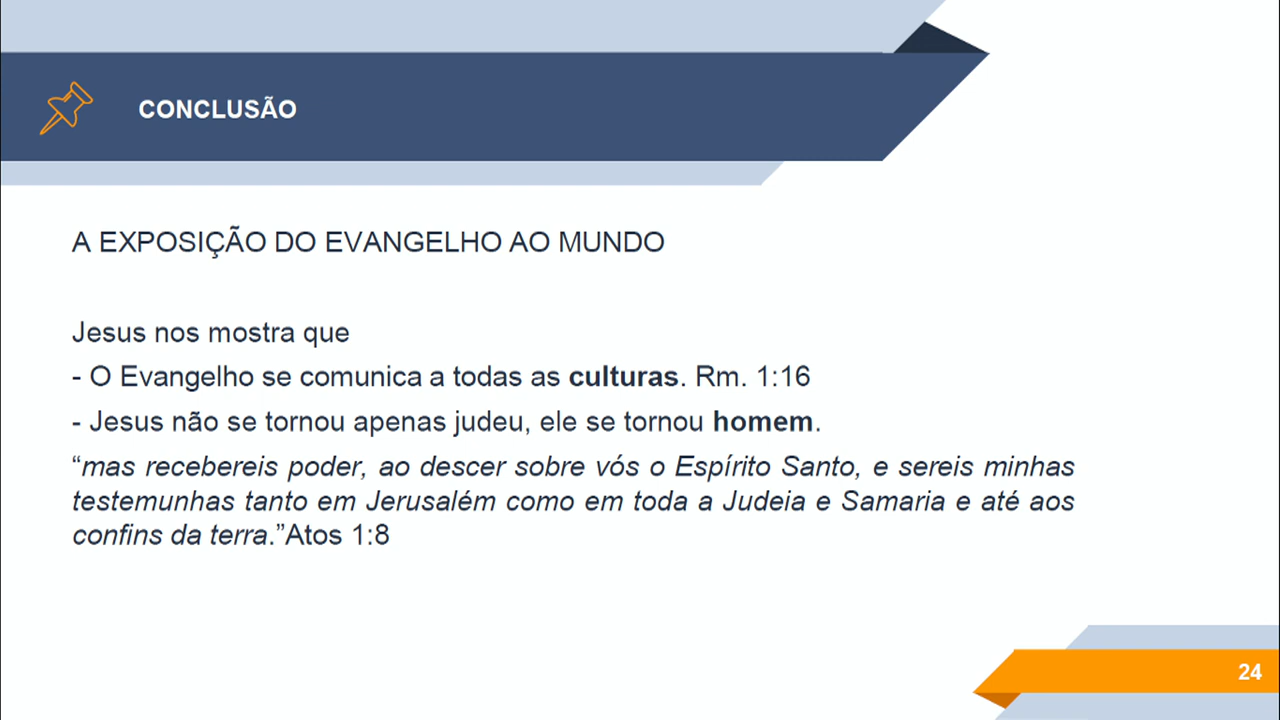 CONCLUSÃO
A EXPOSIÇÃO DO EVANGELHO AO MUNDO
Jesus nos mostra que
- O Evangelho se comunica a todas as culturas. Rm. 1:16
- Jesus não se tornou apenas judeu, ele se tornou homem.
“mas recebereis poder, ao descer sobre vós o Espírito Santo, e sereis minhas
testemunhas tanto em Jerusalém como em toda a Judeia e Samaria e até aos
confins da terra.”Atos 1:8
24